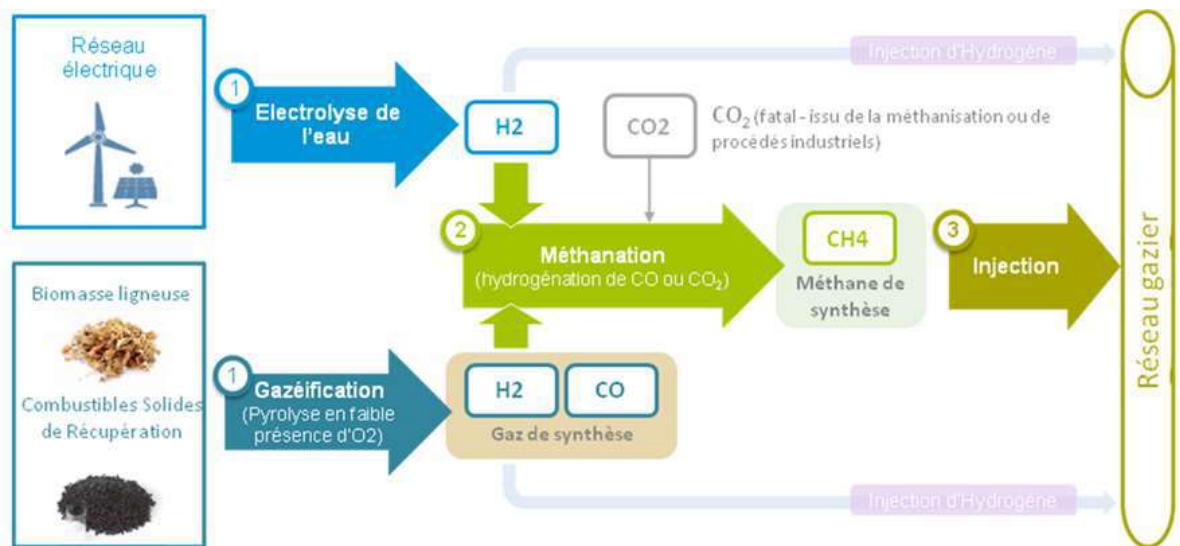 Réseau
électrique
1
Electrolyse de
l'eau
H2
Injection d'Hydrogène
CO2
CO₂ (fatal - issu de la méthanisation ou de
procédés industriels)
2
Méthanation
(hydrogénation de CO ou CO₂)
CH4
Méthane de
synthèse
3
Injection
Réseau gazier
Biomasse ligneuse
Combustibles Solides
de Récupération
1
Gazéification
(Pyrolyse en faible
présence d'O2)
H2
CO
Gaz de synthèse
Injection d'Hydrogène